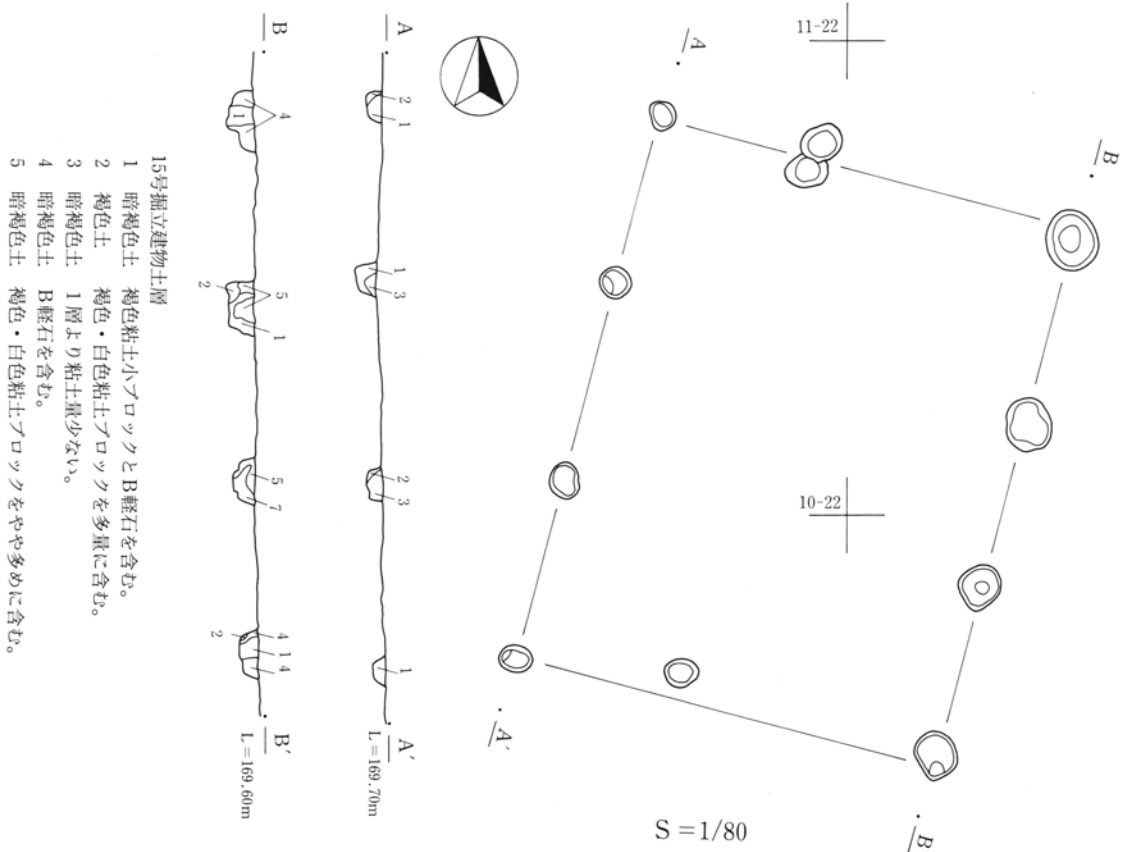 11-22
A
B
10-22
A′
B
S=1/80
A
2
1
1
3
2
3
1
A′
L=169.70m
B
4
1
5
2
1
5
7
4
1 4
2
B′
L=169.60m
15号掘立建物土層
1 暗褐色土 褐色粘土小ブロックとB軽石を含む。
2 褐色土 褐色・白色粘土ブロックを多量に含む。
3 暗褐色土 1層より粘土量少ない。
4 暗褐色土 B軽石を含む。
5 暗褐色土 褐色・白色粘土ブロックをやや多めに含む。